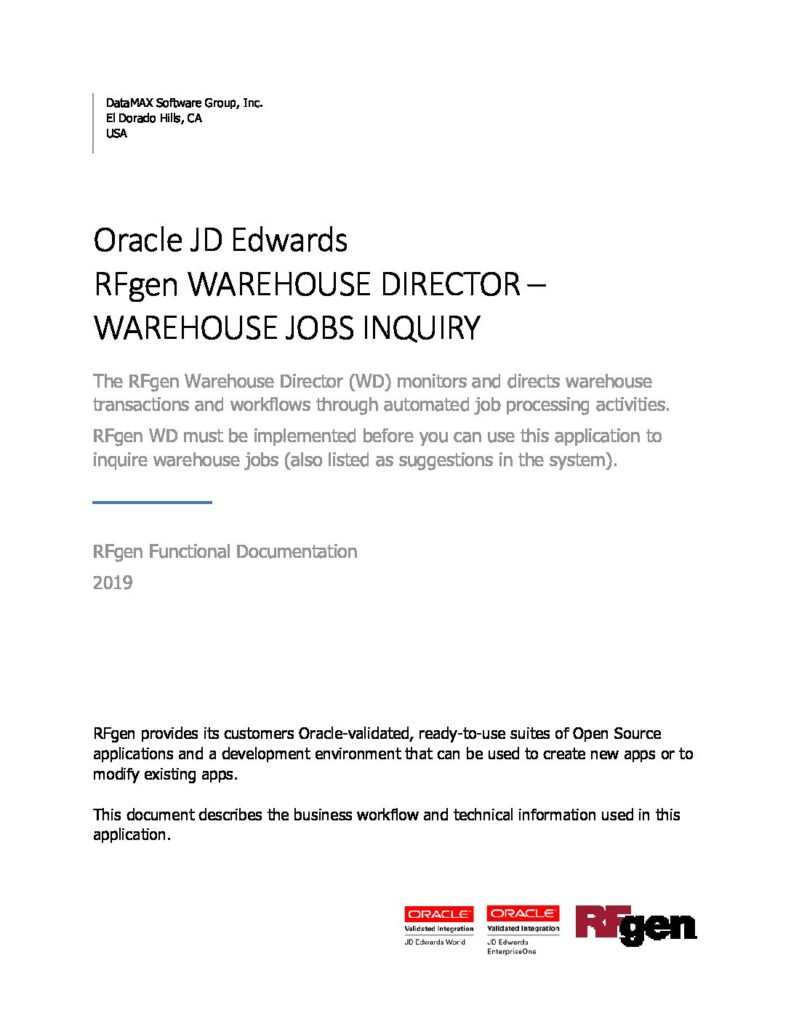 DataMAX Software Group, Inc.
El Dorado Hills, CA
USA
Oracle JD Edwards
RFgen WAREHOUSE DIRECTOR –
WAREHOUSE JOBS INQUIRY
The RFgen Warehouse Director (WD) monitors and directs warehouse
transactions and workflows through automated job processing activities.
RFgen WD must be implemented before you can use this application to
inquire warehouse jobs (also listed as suggestions in the system).
RFgen Functional Documentation
2019
RFgen provides its customers Oracle-validated, ready-to-use suites of Open Source
applications and a development environment that can be used to create new apps or to
modify existing apps.
This document describes the business workflow and technical information used in this
application.
ORACLE
Validated Integration
JD Edwards World
ORACLE
Validated Integration
JD Edwards
EnterpriseOne
RFgen